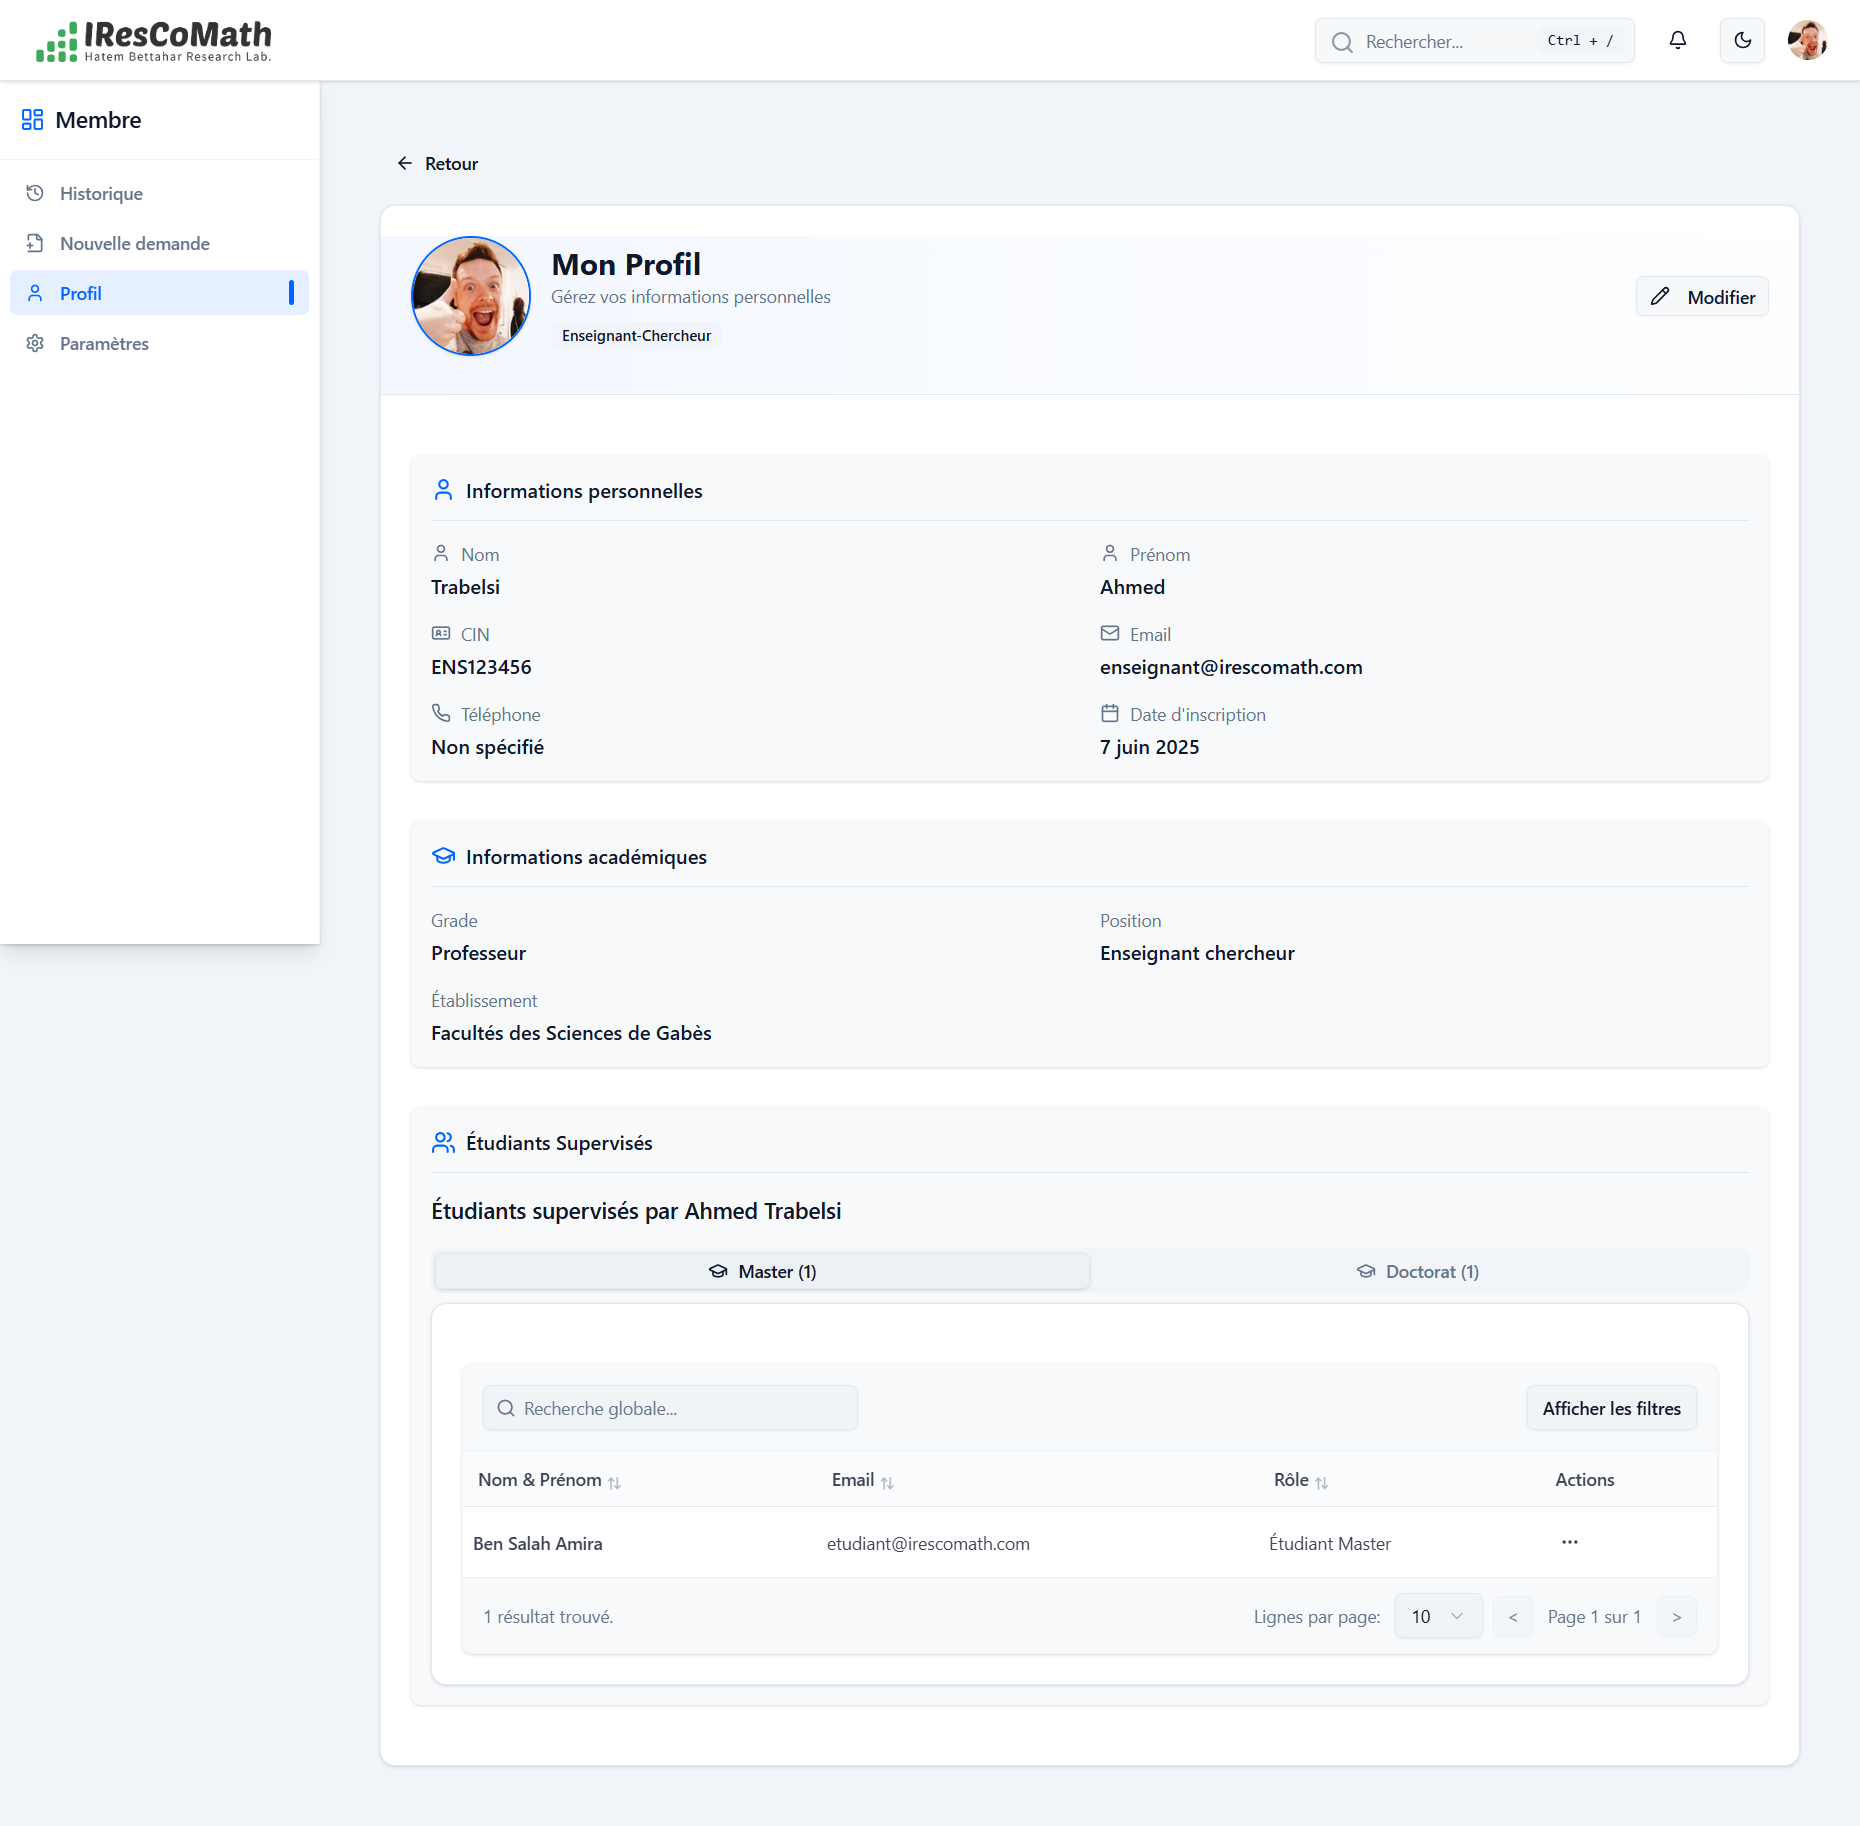 IResCoMath
Hatem Bettahar Research Lab.
Rechercher... Ctrl + /
Membre
Historique
Nouvelle demande
Profil
Paramètres
Retour
Mon Profil
Gérez vos informations personnelles
Enseignant-Chercheur
Modifier
Informations personnelles
Nom
Trabelsi
Prénom
Ahmed
CIN
ENS123456
Email
enseignant@irescomath.com
Téléphone
Non spécifié
Date d'inscription
7 juin 2025
Informations académiques
Grade
Professeur
Position
Enseignant chercheur
Établissement
Facultés des Sciences de Gabès
Étudiants Supervisés
Étudiants supervisés par Ahmed Trabelsi
Master (1)
Doctorat (1)
Recherche globale...
Afficher les filtres
Nom & Prénom Email Rôle Actions
Ben Salah Amira etudiant@irescomath.com Étudiant Master ...
1 résultat trouvé.
Lignes par page: 10 < Page 1 sur 1 >